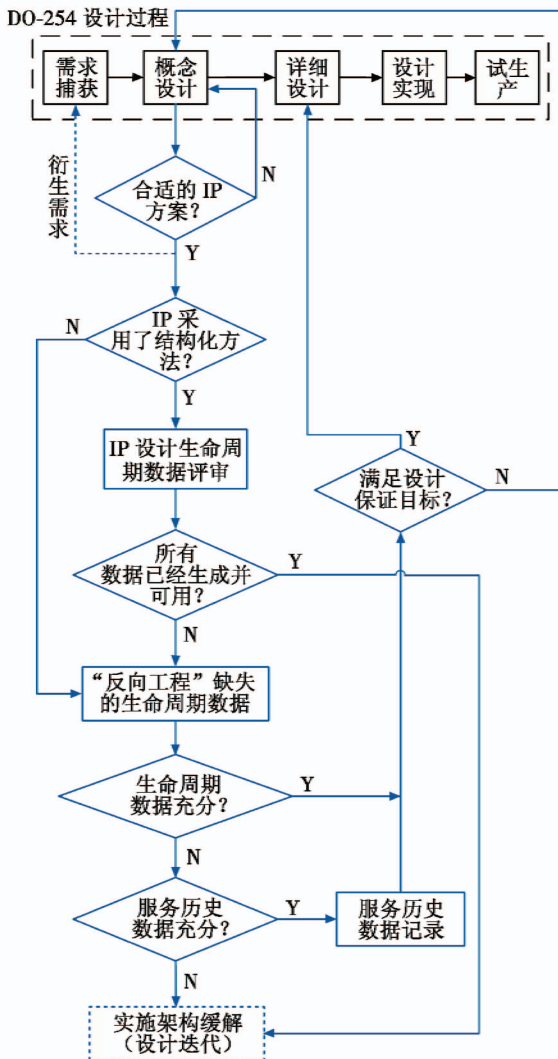 DO-254 设计过程
需求
捕获
概念
设计
详细
设计
设计
实现
试生
产
衍生需求
合适的 IP
方案?
N
Y
IP 采
用了结构化方
法?
N
Y
IP 设计生命周
期数据评审
满足设计
保证目标?
Y
N
所有
数据已经生成并
可用?
Y
N
“反向工程”缺失
的生命周期数据
生命周期
数据充分?
Y
N
服务历史
数据充分?
Y
服务历史
数据记录
N
实施架构缓解
(设计迭代)